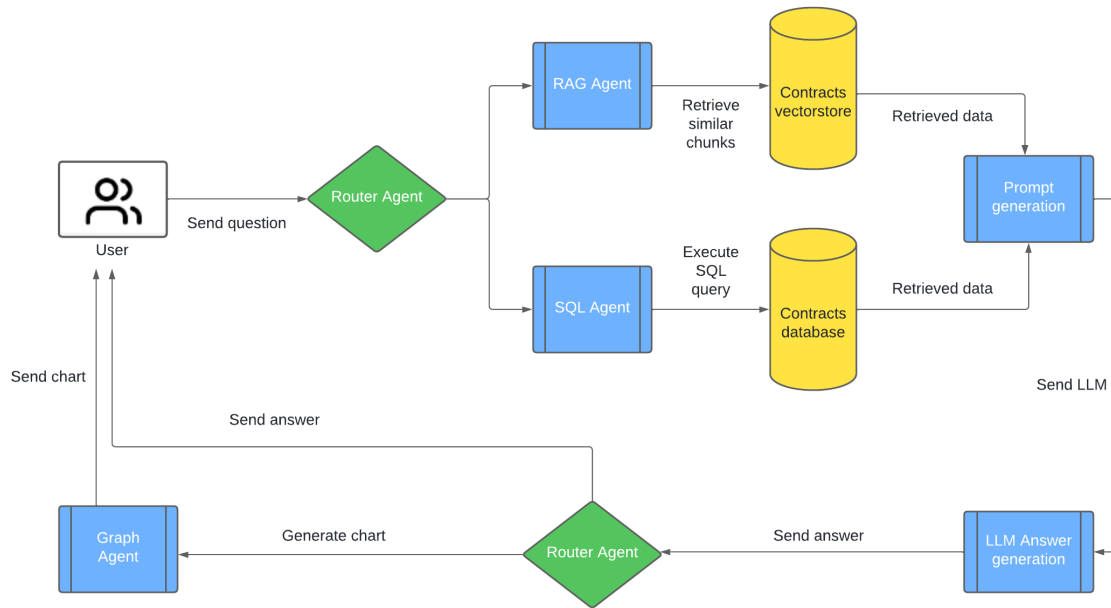 RAG Agent
Retrieve
similar
chunks
Contracts
vectorstore
Retrieved data
Router Agent
Send question
User
Prompt
generation
Execute
SQL
query
SQL Agent
Contracts
database
Retrieved data
Send chart
Send LLM
Send answer
Graph
Agent
Generate chart
Router Agent
Send answer
LLM Answer
generation